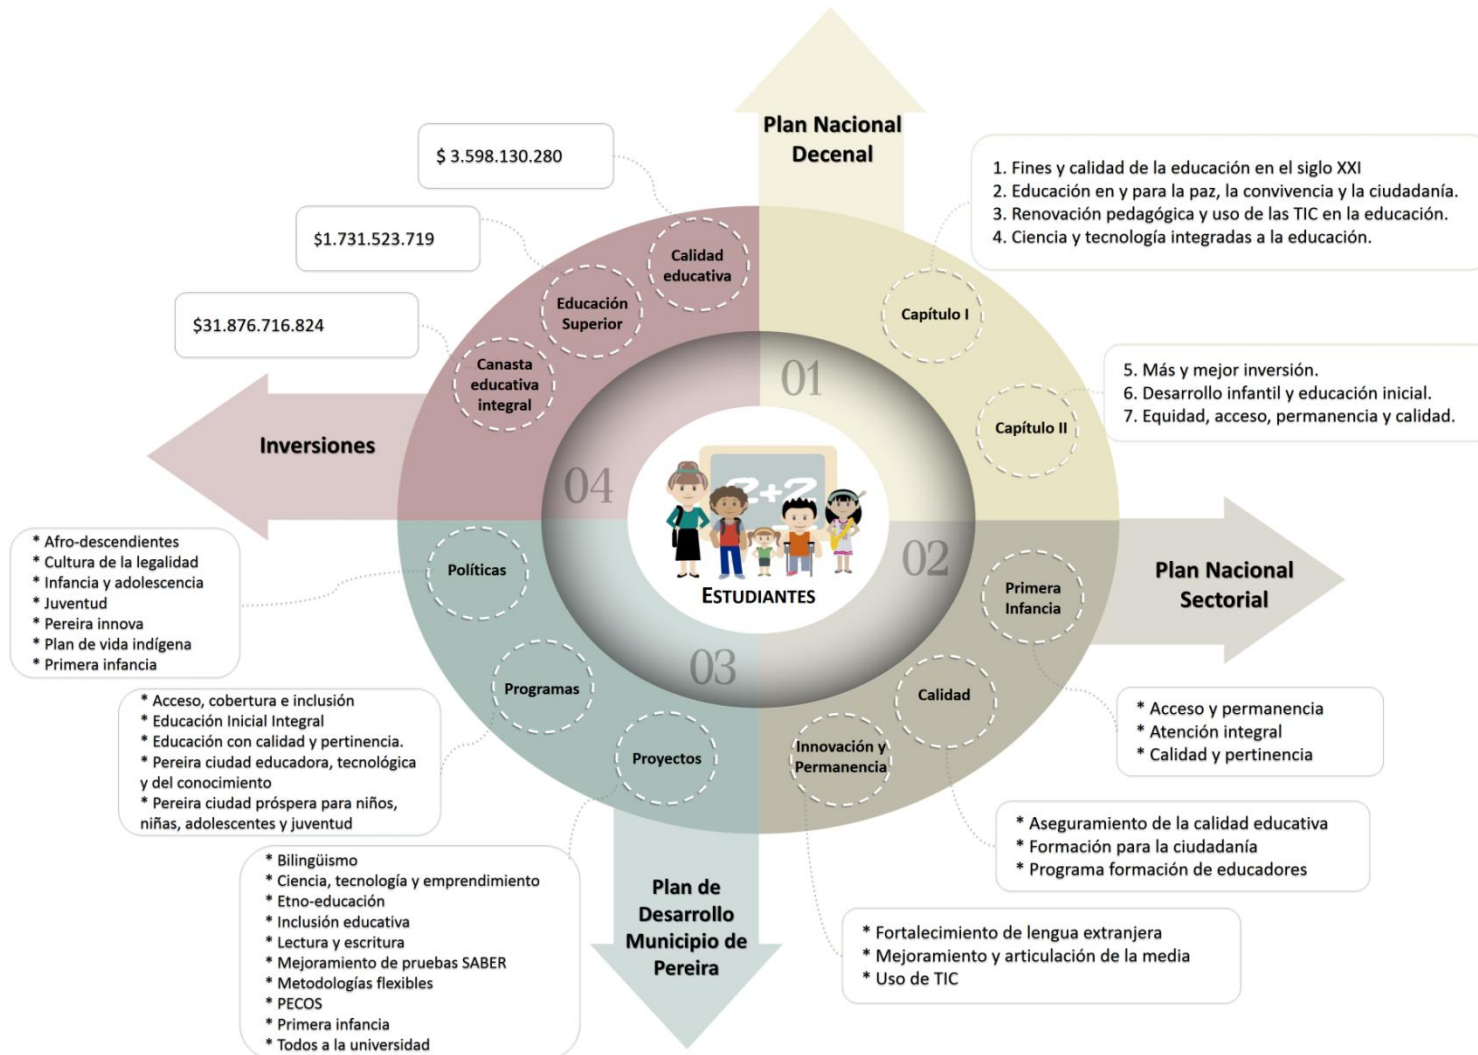 Plan Nacional
Decenal
1. Fines y calidad de la educación en el siglo XXI
2. Educación en y para la paz, la convivencia y la ciudadanía.
3. Renovación pedagógica y uso de las TIC en la educación.
4. Ciencia y tecnología integradas a la educación.
Capítulo I
5. Más y mejor inversión.
6. Desarrollo infantil y educación inicial.
7. Equidad, acceso, permanencia y calidad.
Capítulo II
01
Plan Nacional
Sectorial
02
Primera
Infancia
* Acceso y permanencia
* Atención integral
* Calidad y pertinencia
Calidad
* Aseguramiento de la calidad educativa
* Formación para la ciudadanía
* Programa formación de educadores
Innovación y
Permanencia
* Fortalecimiento de lengua extranjera
* Mejoramiento y articulación de la media
* Uso de TIC
Plan de
Desarrollo
Municipio de
Pereira
03
Políticas
* Afro-descendientes
* Cultura de la legalidad
* Infancia y adolescencia
* Juventud
* Pereira innova
* Plan de vida indígena
* Primera infancia
Programas
* Acceso, cobertura e inclusión
* Educación Inicial Integral
* Educación con calidad y pertinencia.
* Pereira ciudad educadora, tecnológica
y del conocimiento
* Pereira ciudad próspera para niños,
niñas, adolescentes y juventud
Proyectos
* Bilingüismo
* Ciencia, tecnología y emprendimiento
* Etno-educación
* Inclusión educativa
* Lectura y escritura
* Mejoramiento de pruebas SABER
* Metodologías flexibles
* PECOS
* Primera infancia
* Todos a la universidad
Inversiones
04
$ 3.598.130.280
Calidad
educativa
$1.731.523.719
Educación
Superior
$31.876.716.824
Canasta
educativa
integral
2+2
ESTUDIANTES